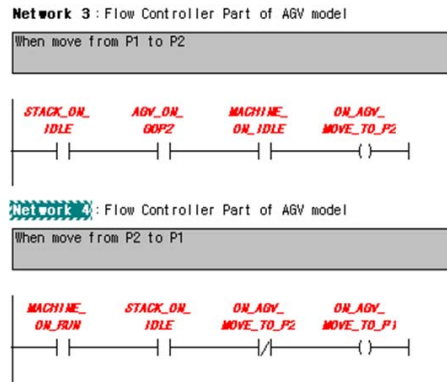 Network 3 : Flow Controller Part of AGV model
When move from P1 to P2
STACK_ON_ AGV_ON_ MACHINE_ ON_AGV_
IDLE GOP2 ON_IDLE MOVE_TO_P2
Network 4 : Flow Controller Part of AGV model
When move from P2 to P1
MACHINE_ STACK_ON_ ON_AGV_ ON_AGV_
ON_RUN IDLE MOVE_TO_P2 MOVE_TO_P1